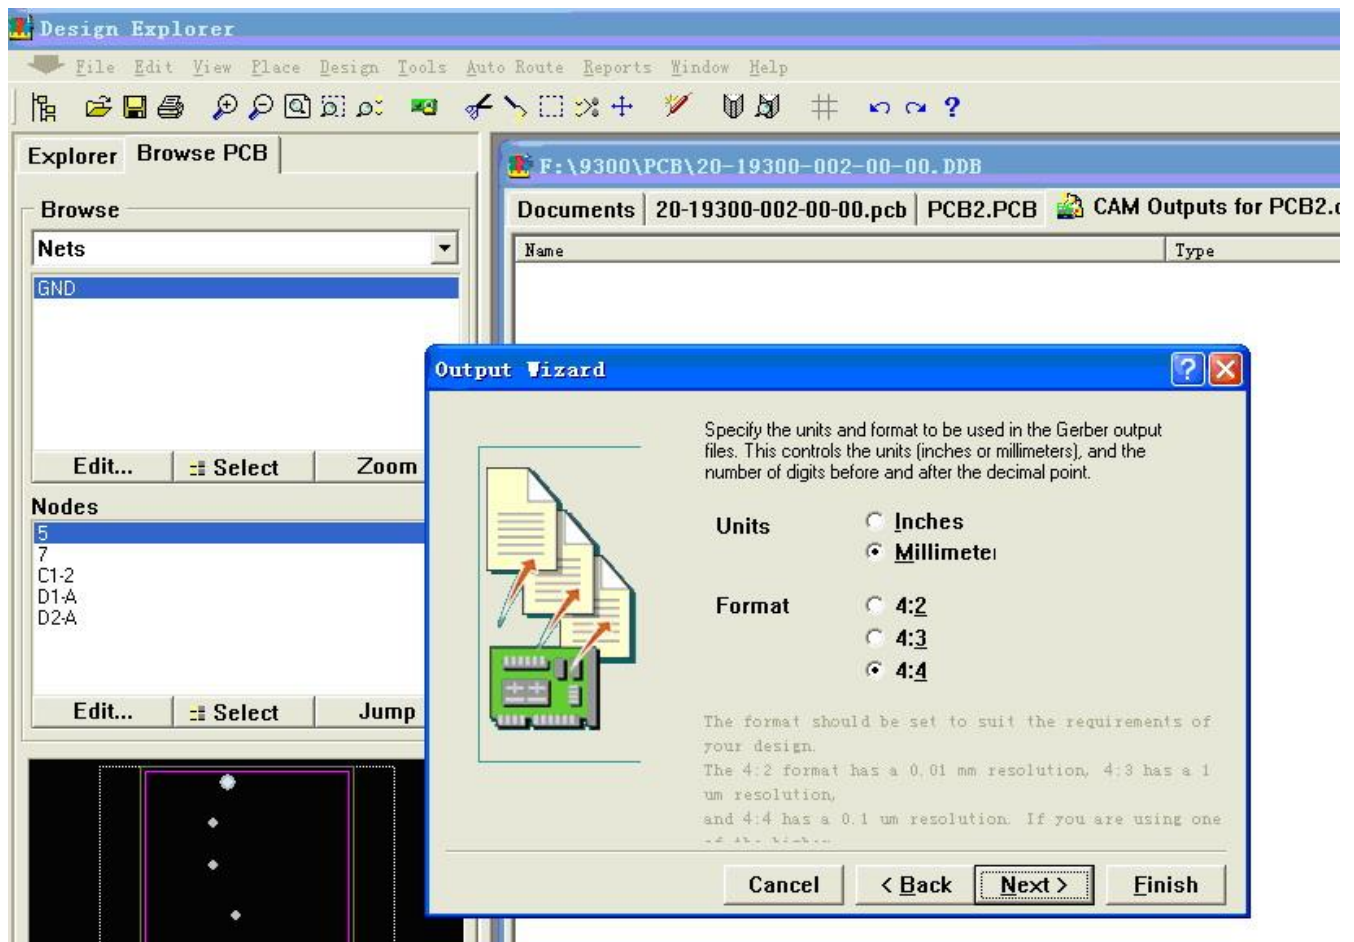 Design Explorer
File Edit View Place Design Tools Auto Route Reports Window Help
Explorer Browse PCB
F:\9300\PCB\20-19300-002-00-00.DDB
Documents 20-19300-002-00-00.pcb PCB2.PCB CAM Outputs for PCB2.
Browse
Nets
Name Type
GND
Edit... Select Zoom
Nodes
5
7
C1-2
D1-A
D2-A
Edit... Select Jump
Output Wizard
Specify the units and format to be used in the Gerber output
files. This controls the units (inches or millimeters), and the
number of digits before and after the decimal point.
Units
Inches
Millimeter
Format
4:2
4:3
4:4
The format should be set to suit the requirements of
your design.
The 4:2 format has a 0.01 mm resolution, 4:3 has a 1
um resolution,
and 4:4 has a 0.1 um resolution. If you are using one
Cancel < Back Next > Finish